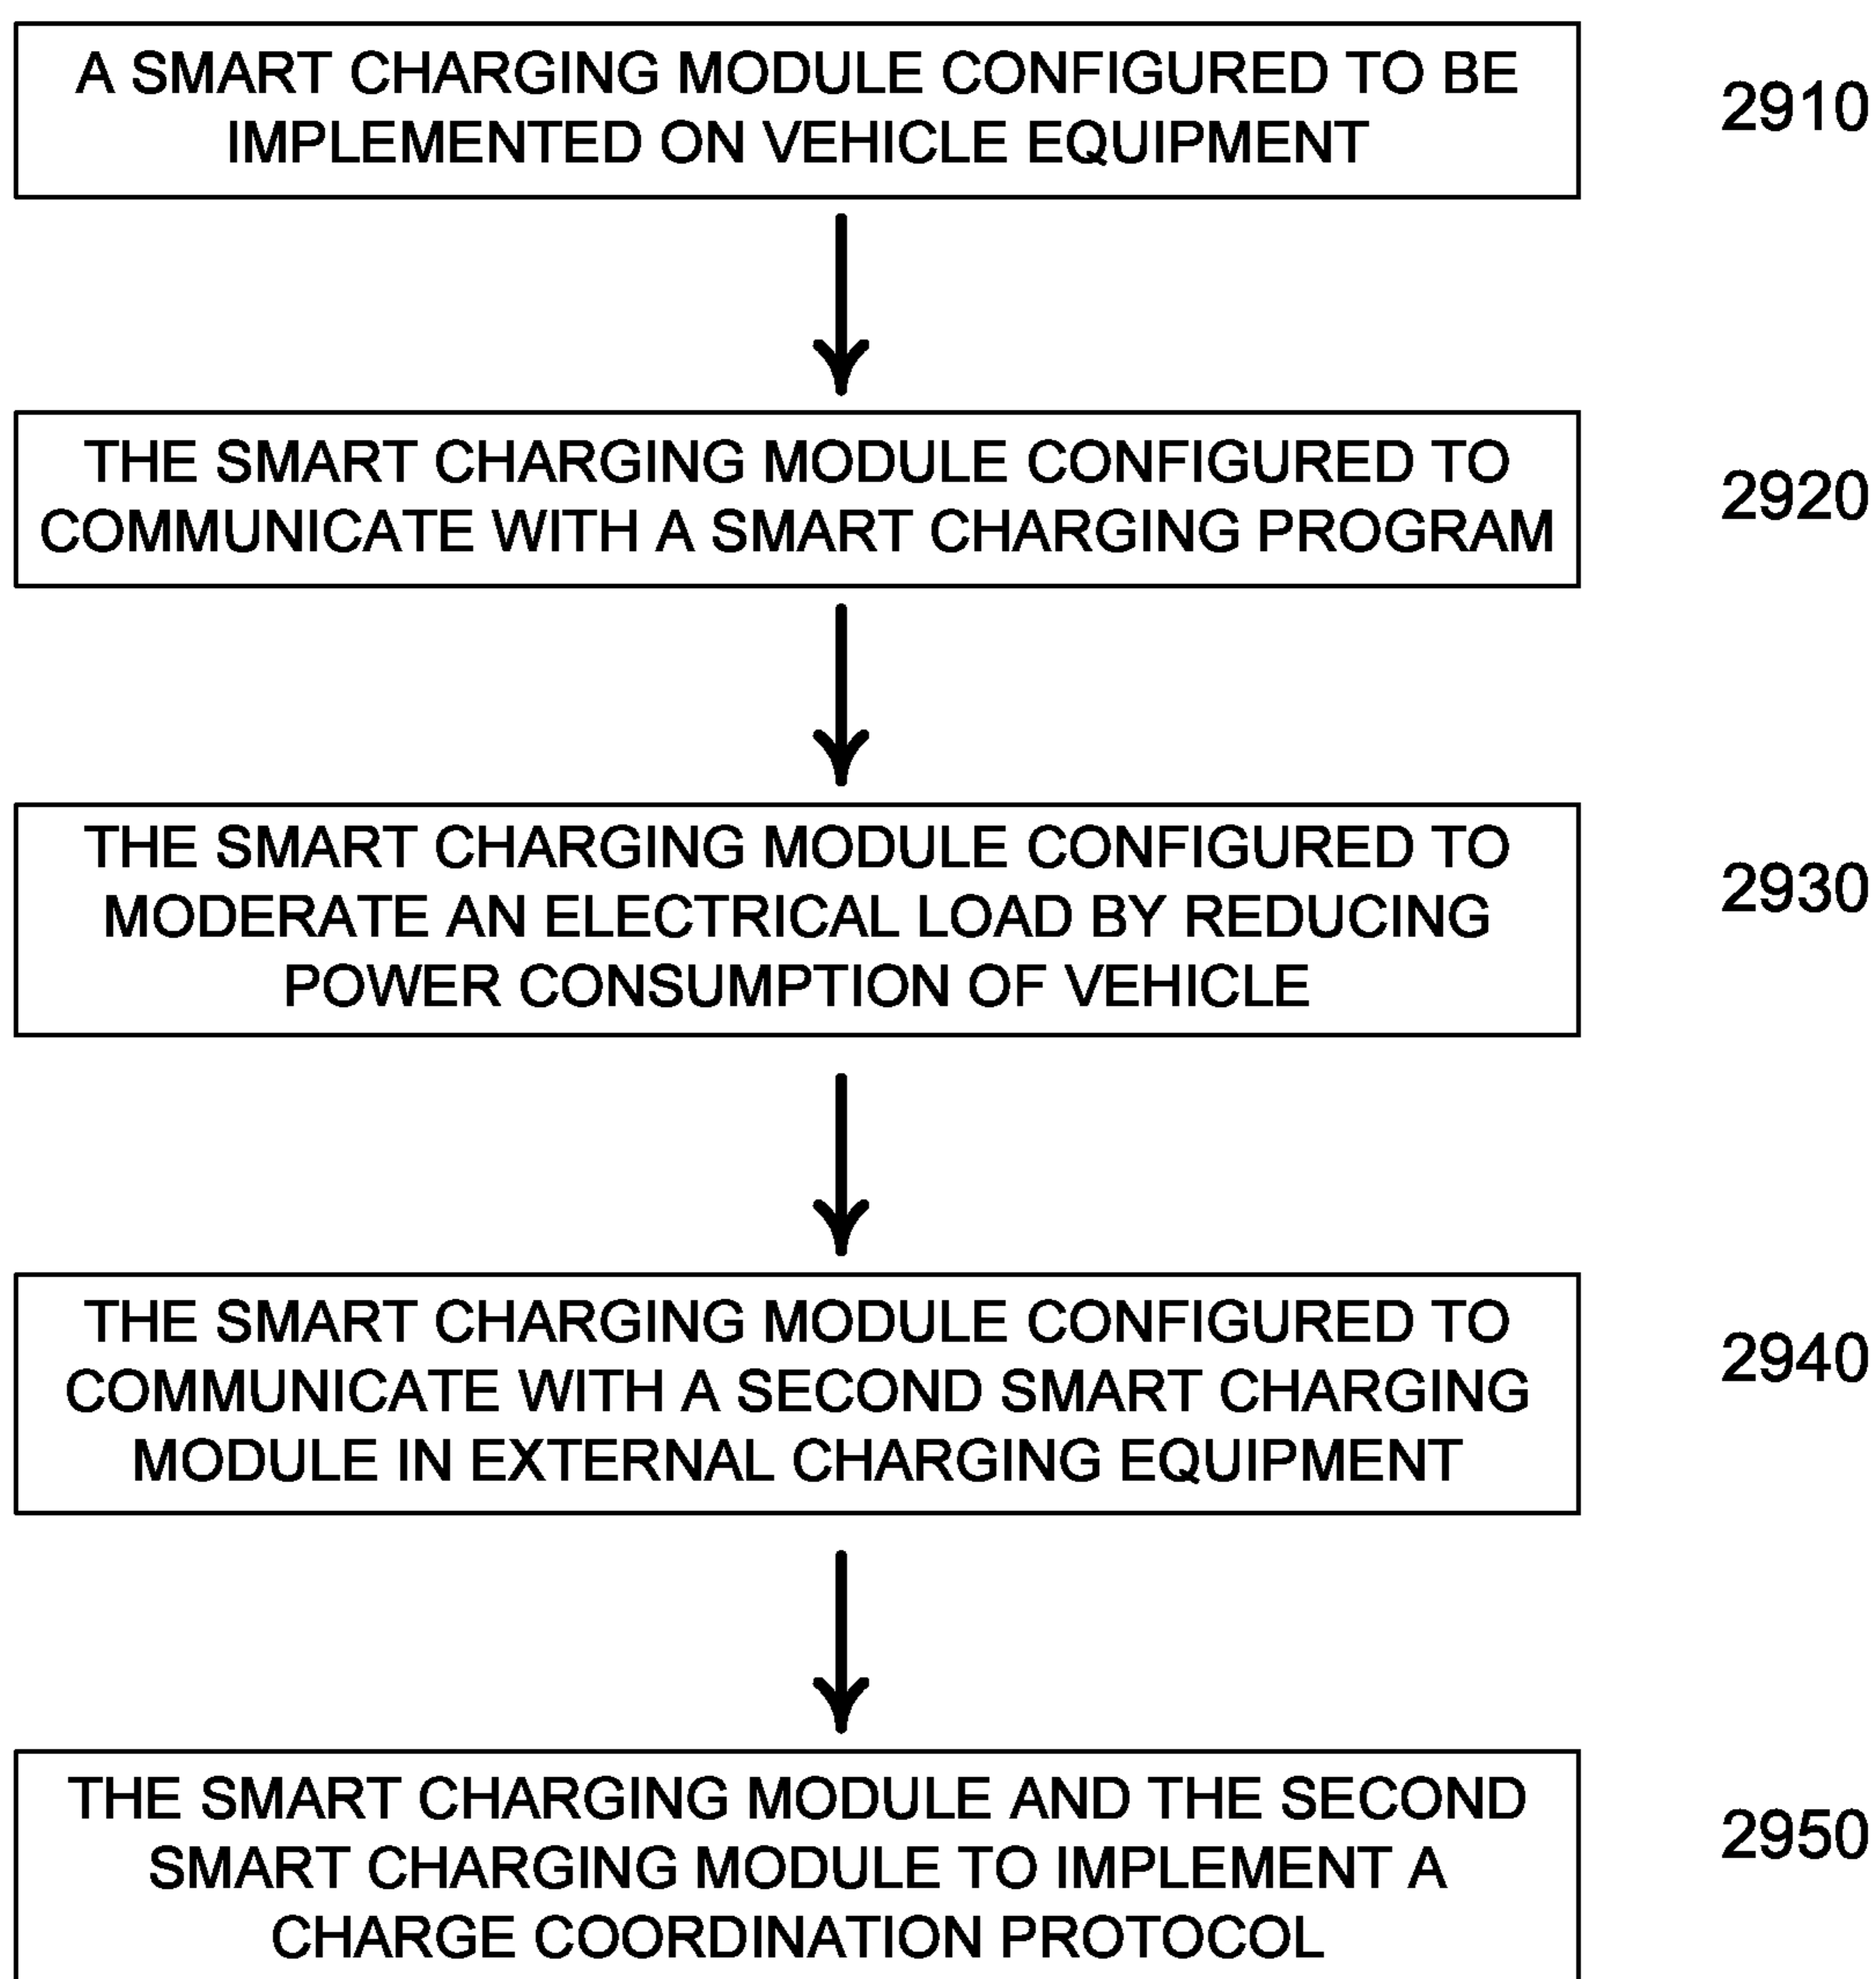 A SMART CHARGING MODULE CONFIGURED TO BE
IMPLEMENTED ON VEHICLE EQUIPMENT
2910
THE SMART CHARGING MODULE CONFIGURED TO
COMMUNICATE WITH A SMART CHARGING PROGRAM
2920
THE SMART CHARGING MODULE CONFIGURED TO
MODERATE AN ELECTRICAL LOAD BY REDUCING
POWER CONSUMPTION OF VEHICLE
2930
THE SMART CHARGING MODULE CONFIGURED TO
COMMUNICATE WITH A SECOND SMART CHARGING
MODULE IN EXTERNAL CHARGING EQUIPMENT
2940
THE SMART CHARGING MODULE AND THE SECOND
SMART CHARGING MODULE TO IMPLEMENT A
CHARGE COORDINATION PROTOCOL
2950